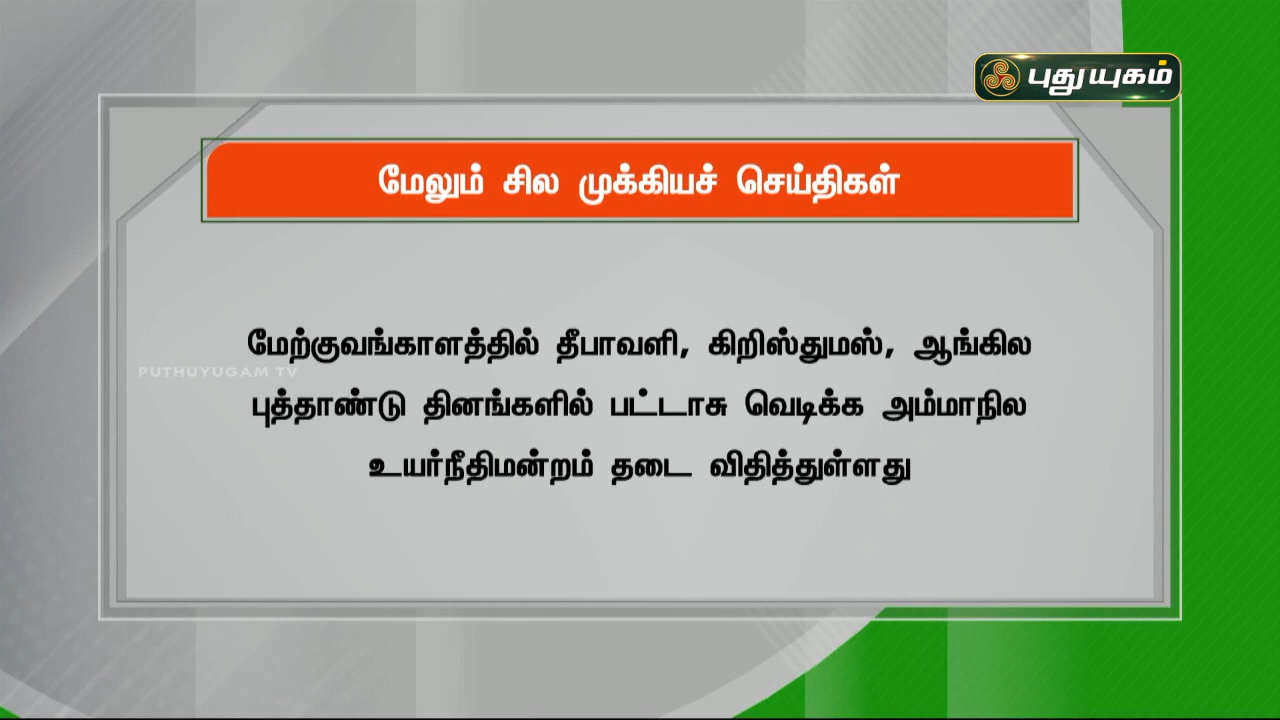 புதுயுகம்
மேலும் சில முக்கியச் செய்திகள்
மேற்குவங்காளத்தில் தீபாவளி, கிறிஸ்துமஸ், ஆங்கில
PUTHUYUGAM TV
புத்தாண்டு தினங்களில் பட்டாசு வெடிக்க அம்மாநில
உயர்நீதிமன்றம் தடை விதித்துள்ளது